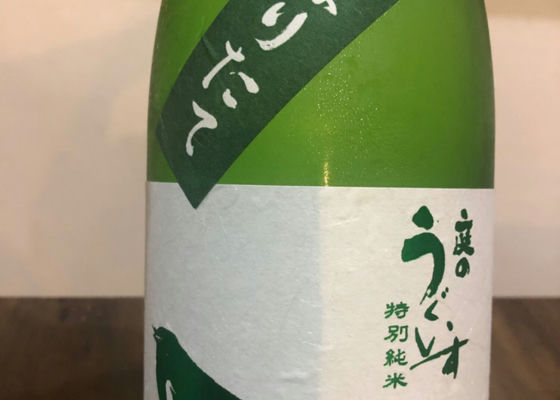 りたて
庭の
うぐいす
特別純米